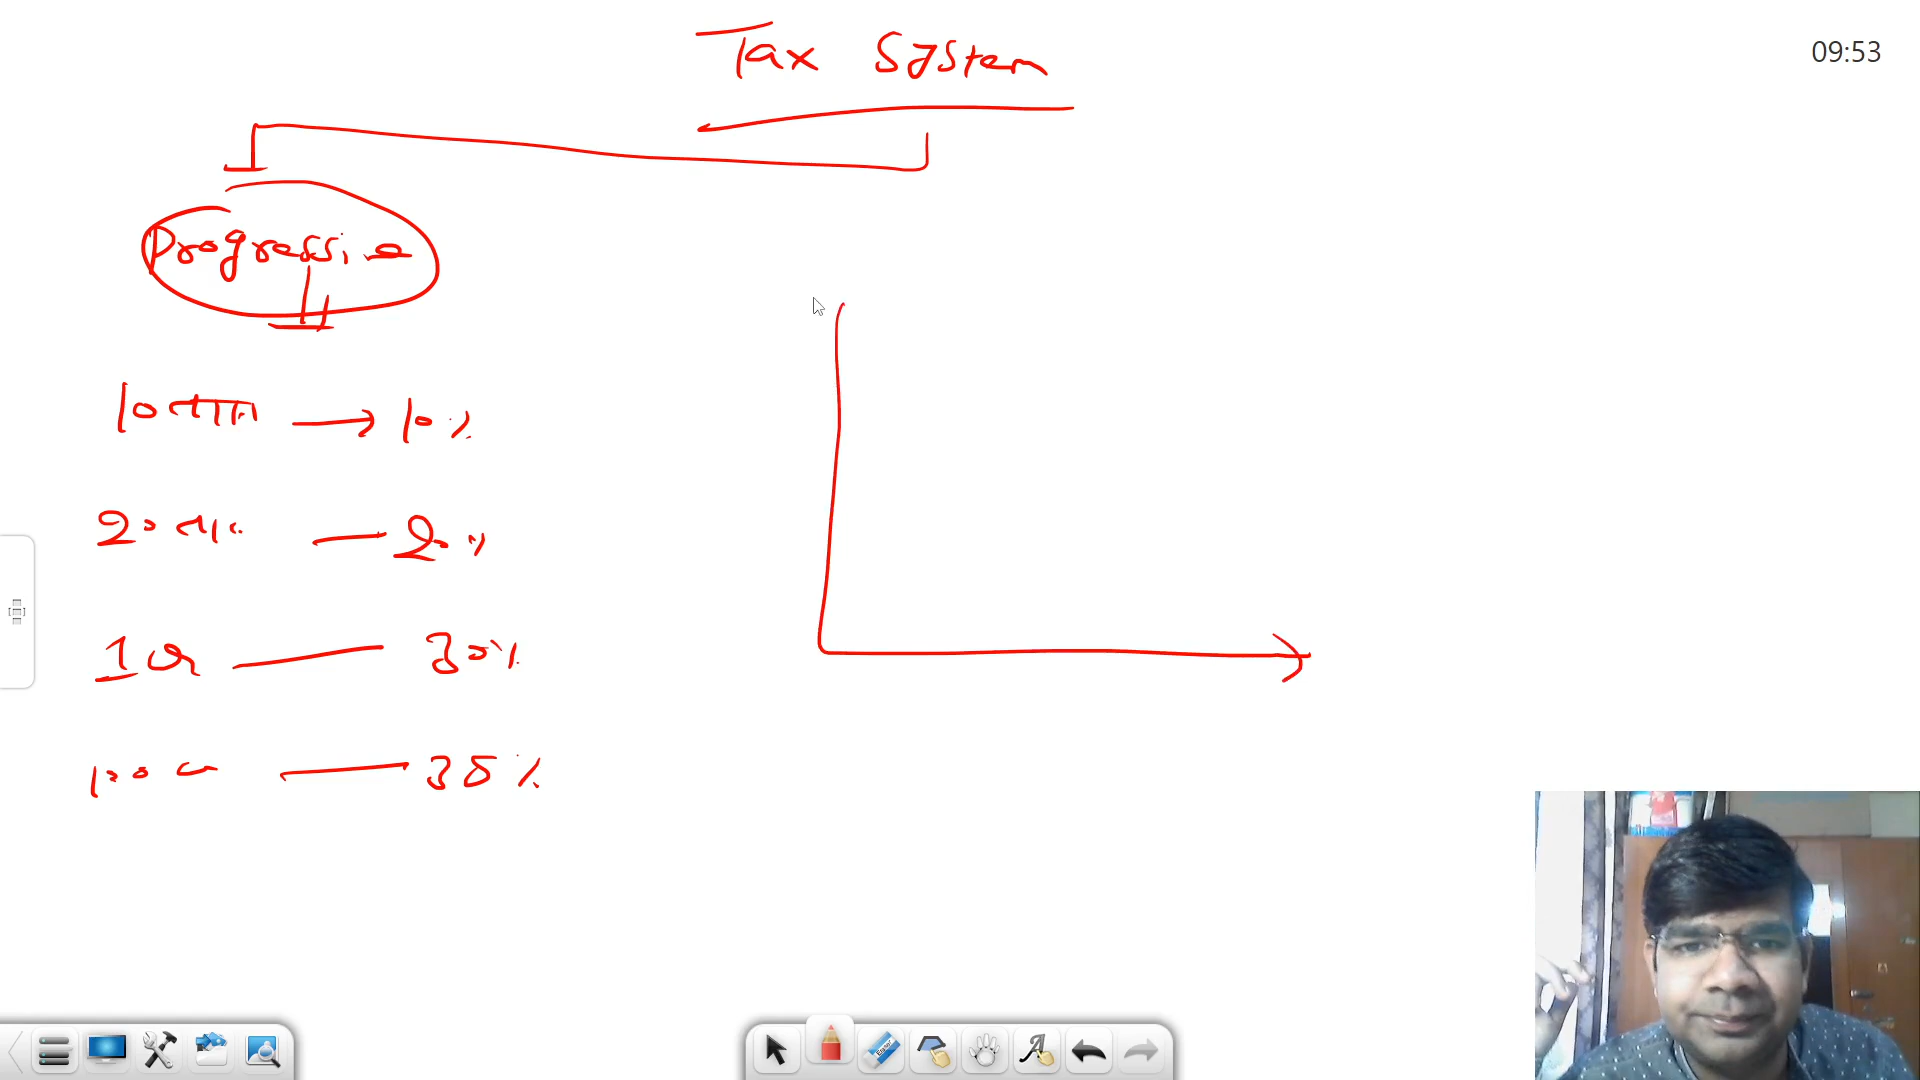 Tax System
09:53
Progressive
10 → 10%
20 — 20%
1 cr — 30%
100 cr — 35%